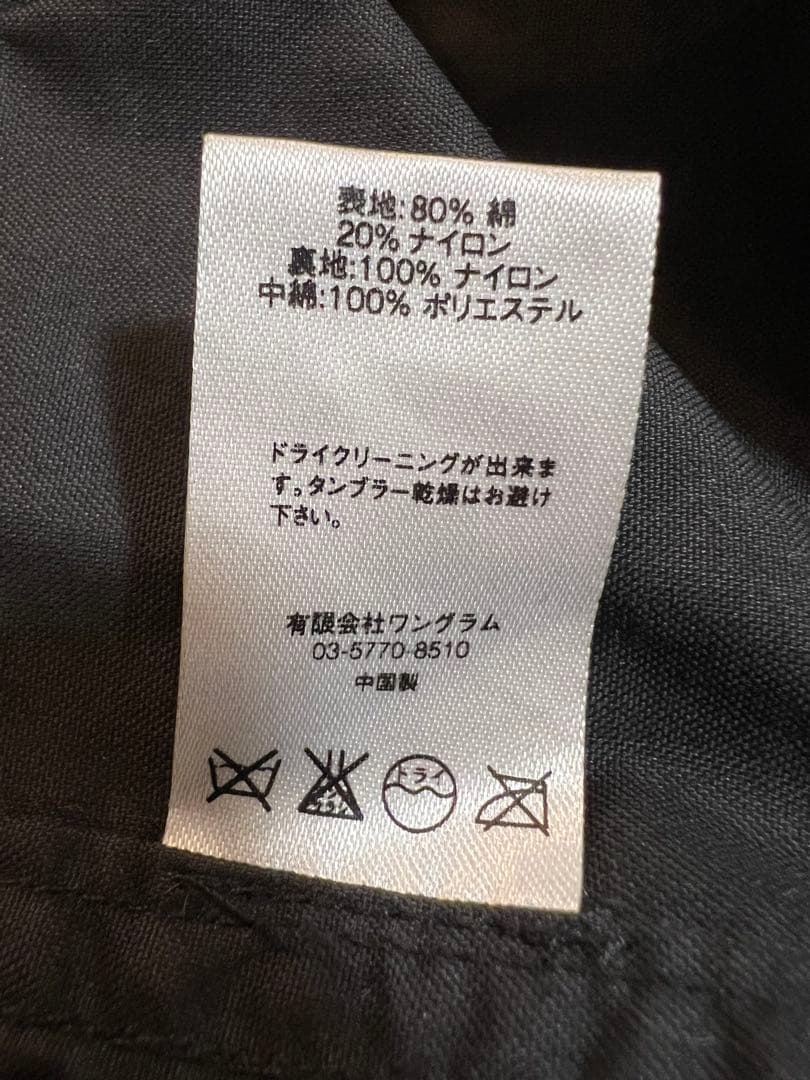 表地:80% 綿
20% ナイロン
裏地:100% ナイロン
中綿:100% ポリエステル
ドライクリーニングが出来ま
す。タンブラー乾燥はお避け
下さい。
有限会社ワングラム
03-5770-8510
中国製
ドライ